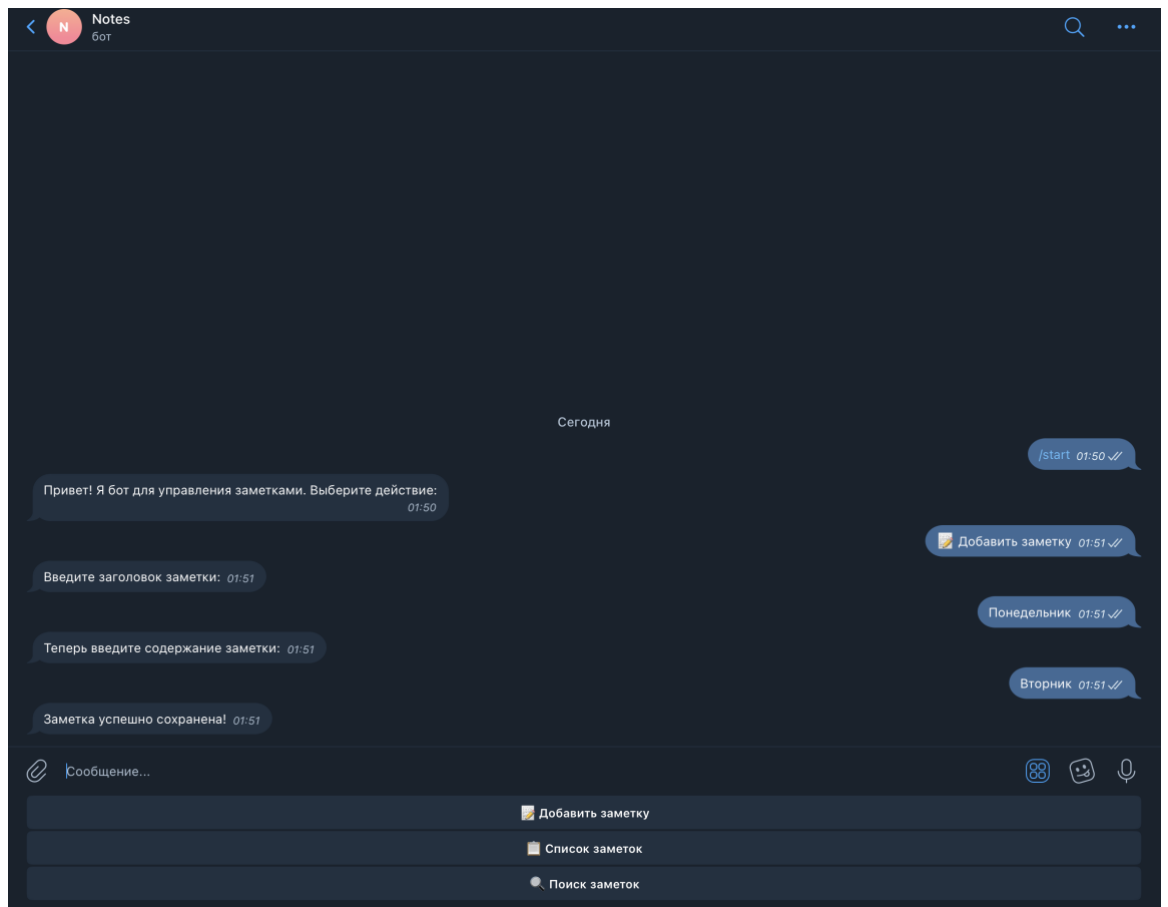 N
Notes
бот
Сегодня
/start 01:50
Привет! Я бот для управления заметками. Выберите действие:
01:50
📝 Добавить заметку 01:51
Введите заголовок заметки: 01:51
Понедельник 01:51
Теперь введите содержание заметки: 01:51
Вторник 01:51
Заметка успешно сохранена! 01:51
Сообщение...
📝 Добавить заметку
📋 Список заметок
🔍 Поиск заметок